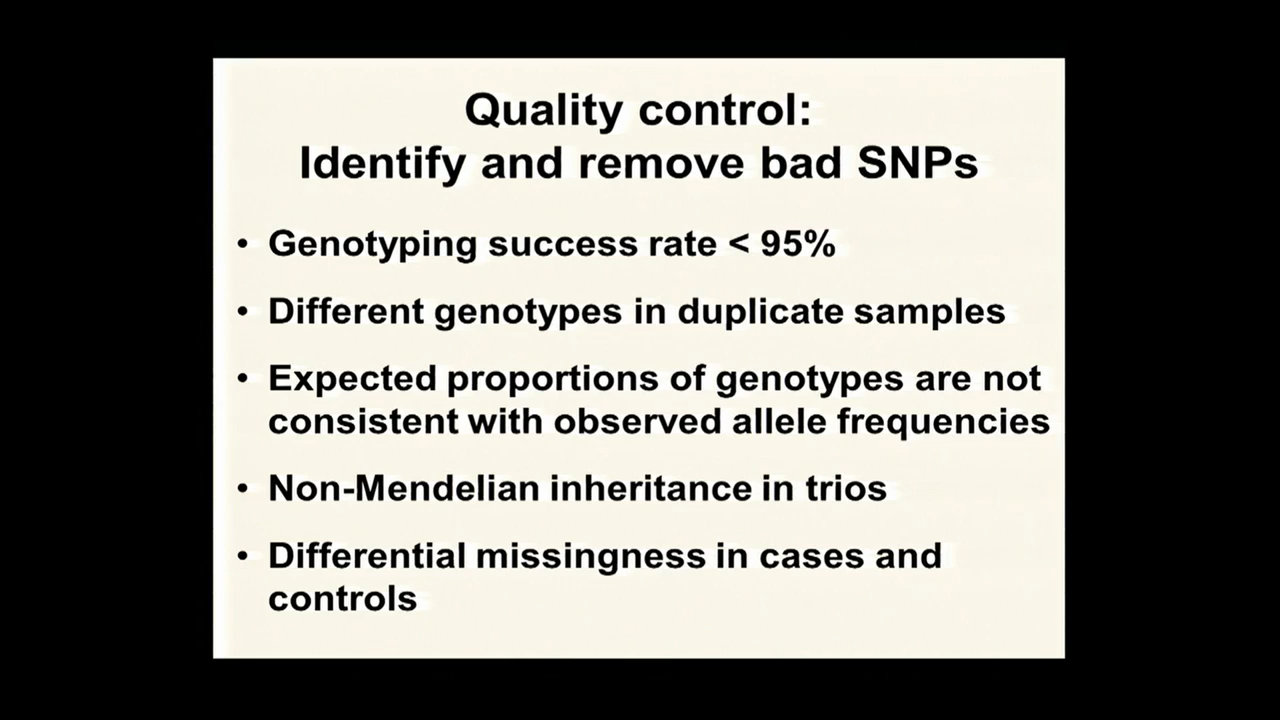 Quality control:
Identify and remove bad SNPs
• Genotyping success rate < 95%
• Different genotypes in duplicate samples
• Expected proportions of genotypes are not
consistent with observed allele frequencies
• Non-Mendelian inheritance in trios
• Differential missingness in cases and
controls